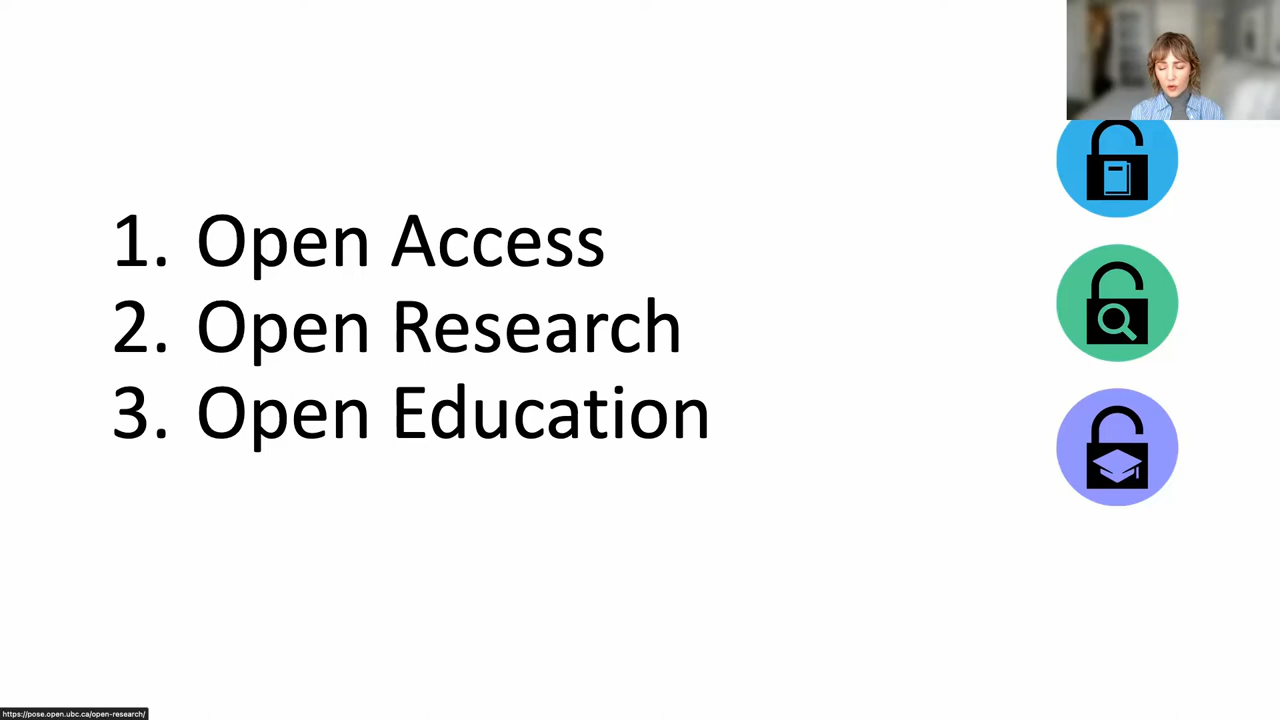 1. Open Access
2. Open Research
3. Open Education
https://pose.open.ubc.ca/open-research/